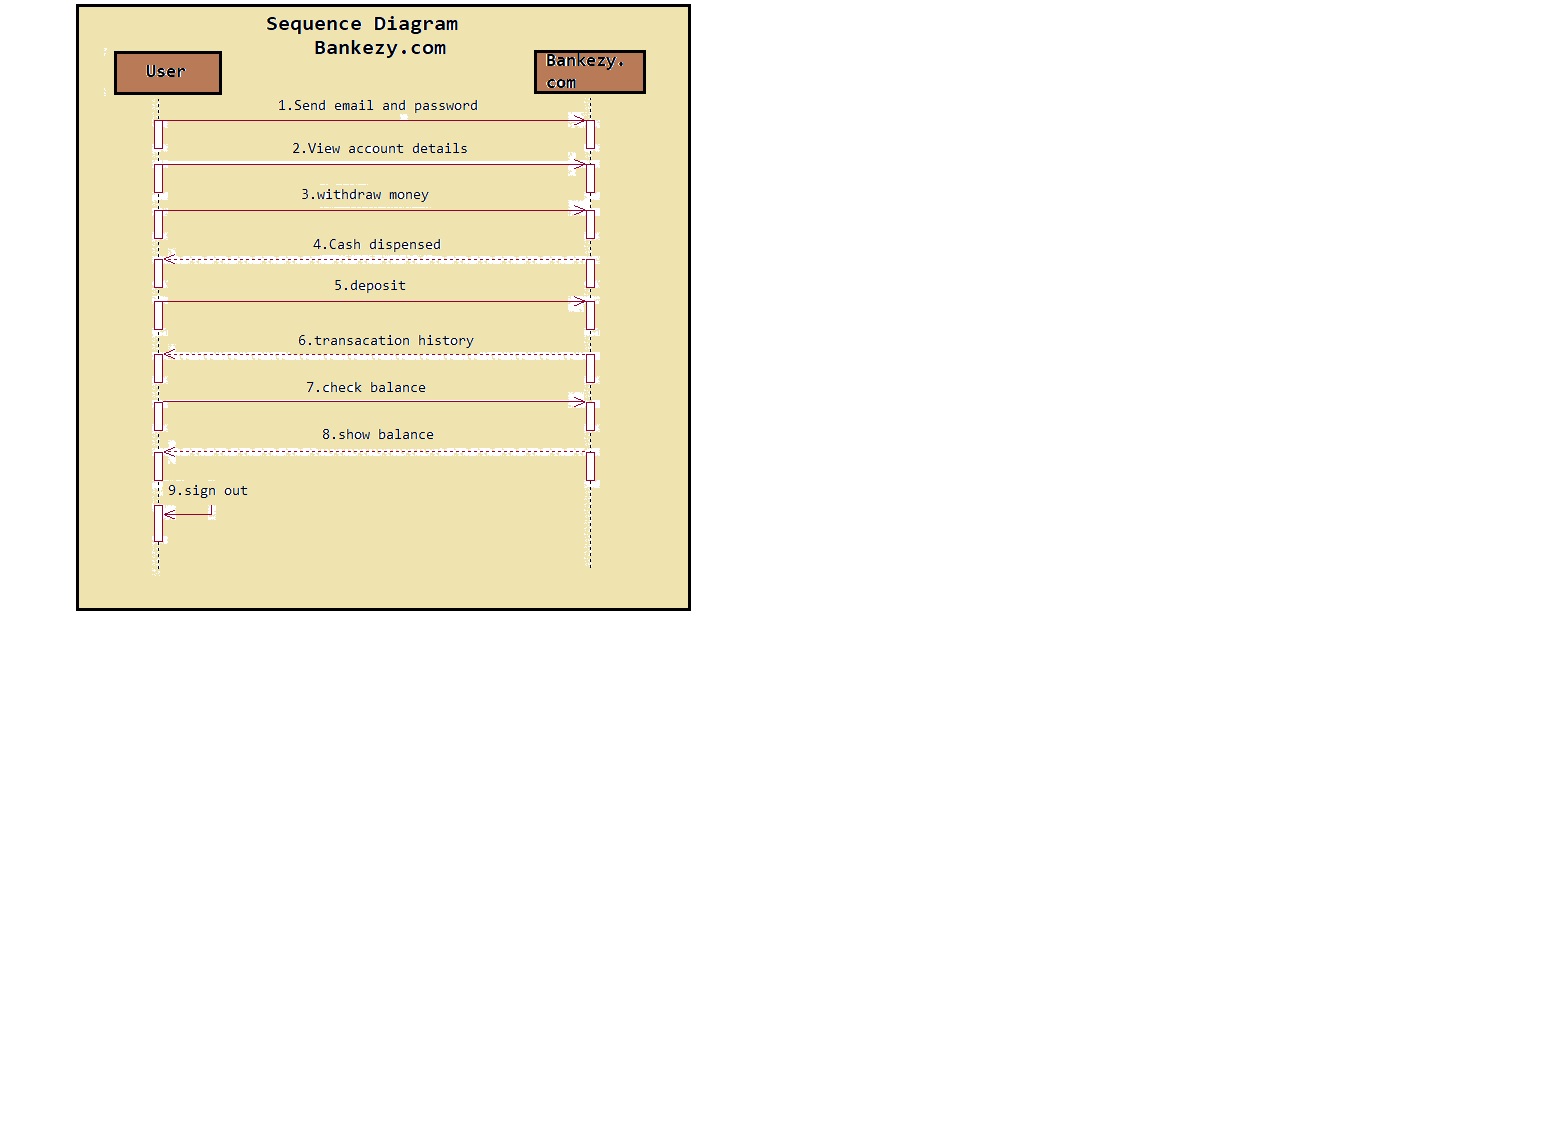 Sequence Diagram
Bankezy.com
User
Bankezy.
com
1.Send email and password
2.View account details
3.withdraw money
4.Cash dispensed
5.deposit
6.transacation history
7.check balance
8.show balance
9.sign out